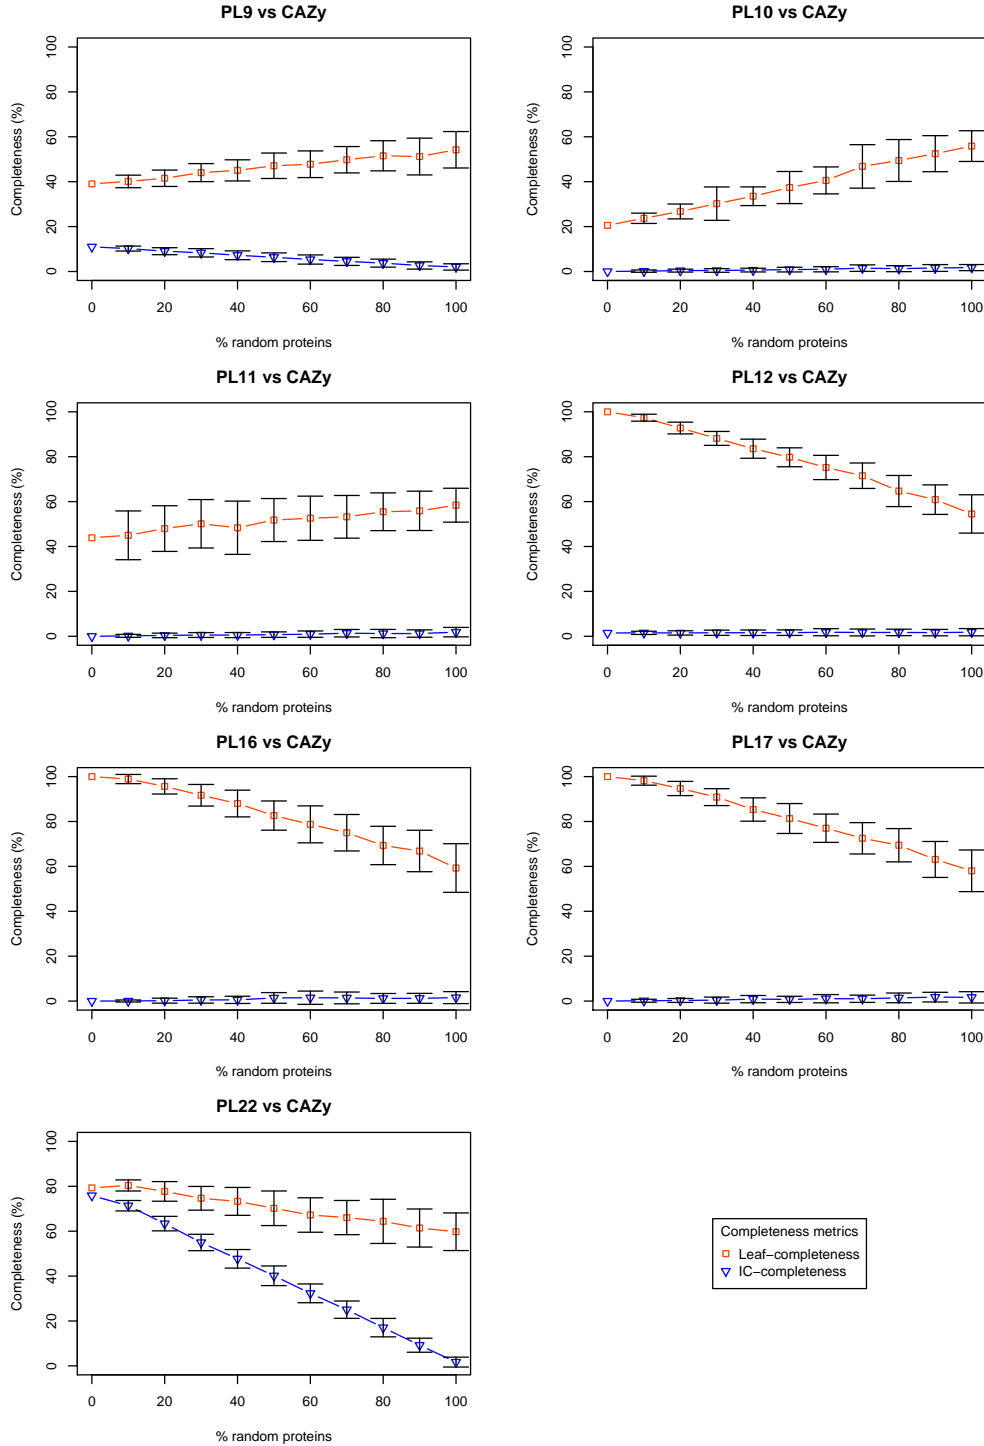 PL9 vs CAZy
PL10 vs CAZy
Completeness (%)
100
80
60
40
20
0
0 20 40 60 80 100
% random proteins
Completeness (%)
100
80
60
40
20
0
0 20 40 60 80 100
% random proteins
PL11 vs CAZy
PL12 vs CAZy
Completeness (%)
100
80
60
40
20
0
0 20 40 60 80 100
% random proteins
Completeness (%)
100
80
60
40
20
0
0 20 40 60 80 100
% random proteins
PL16 vs CAZy
PL17 vs CAZy
Completeness (%)
100
80
60
40
20
0
0 20 40 60 80 100
% random proteins
Completeness (%)
100
80
60
40
20
0
0 20 40 60 80 100
% random proteins
PL22 vs CAZy
Completeness (%)
100
80
60
40
20
0
0 20 40 60 80 100
% random proteins
Completeness metrics
Leaf−completeness
IC−completeness